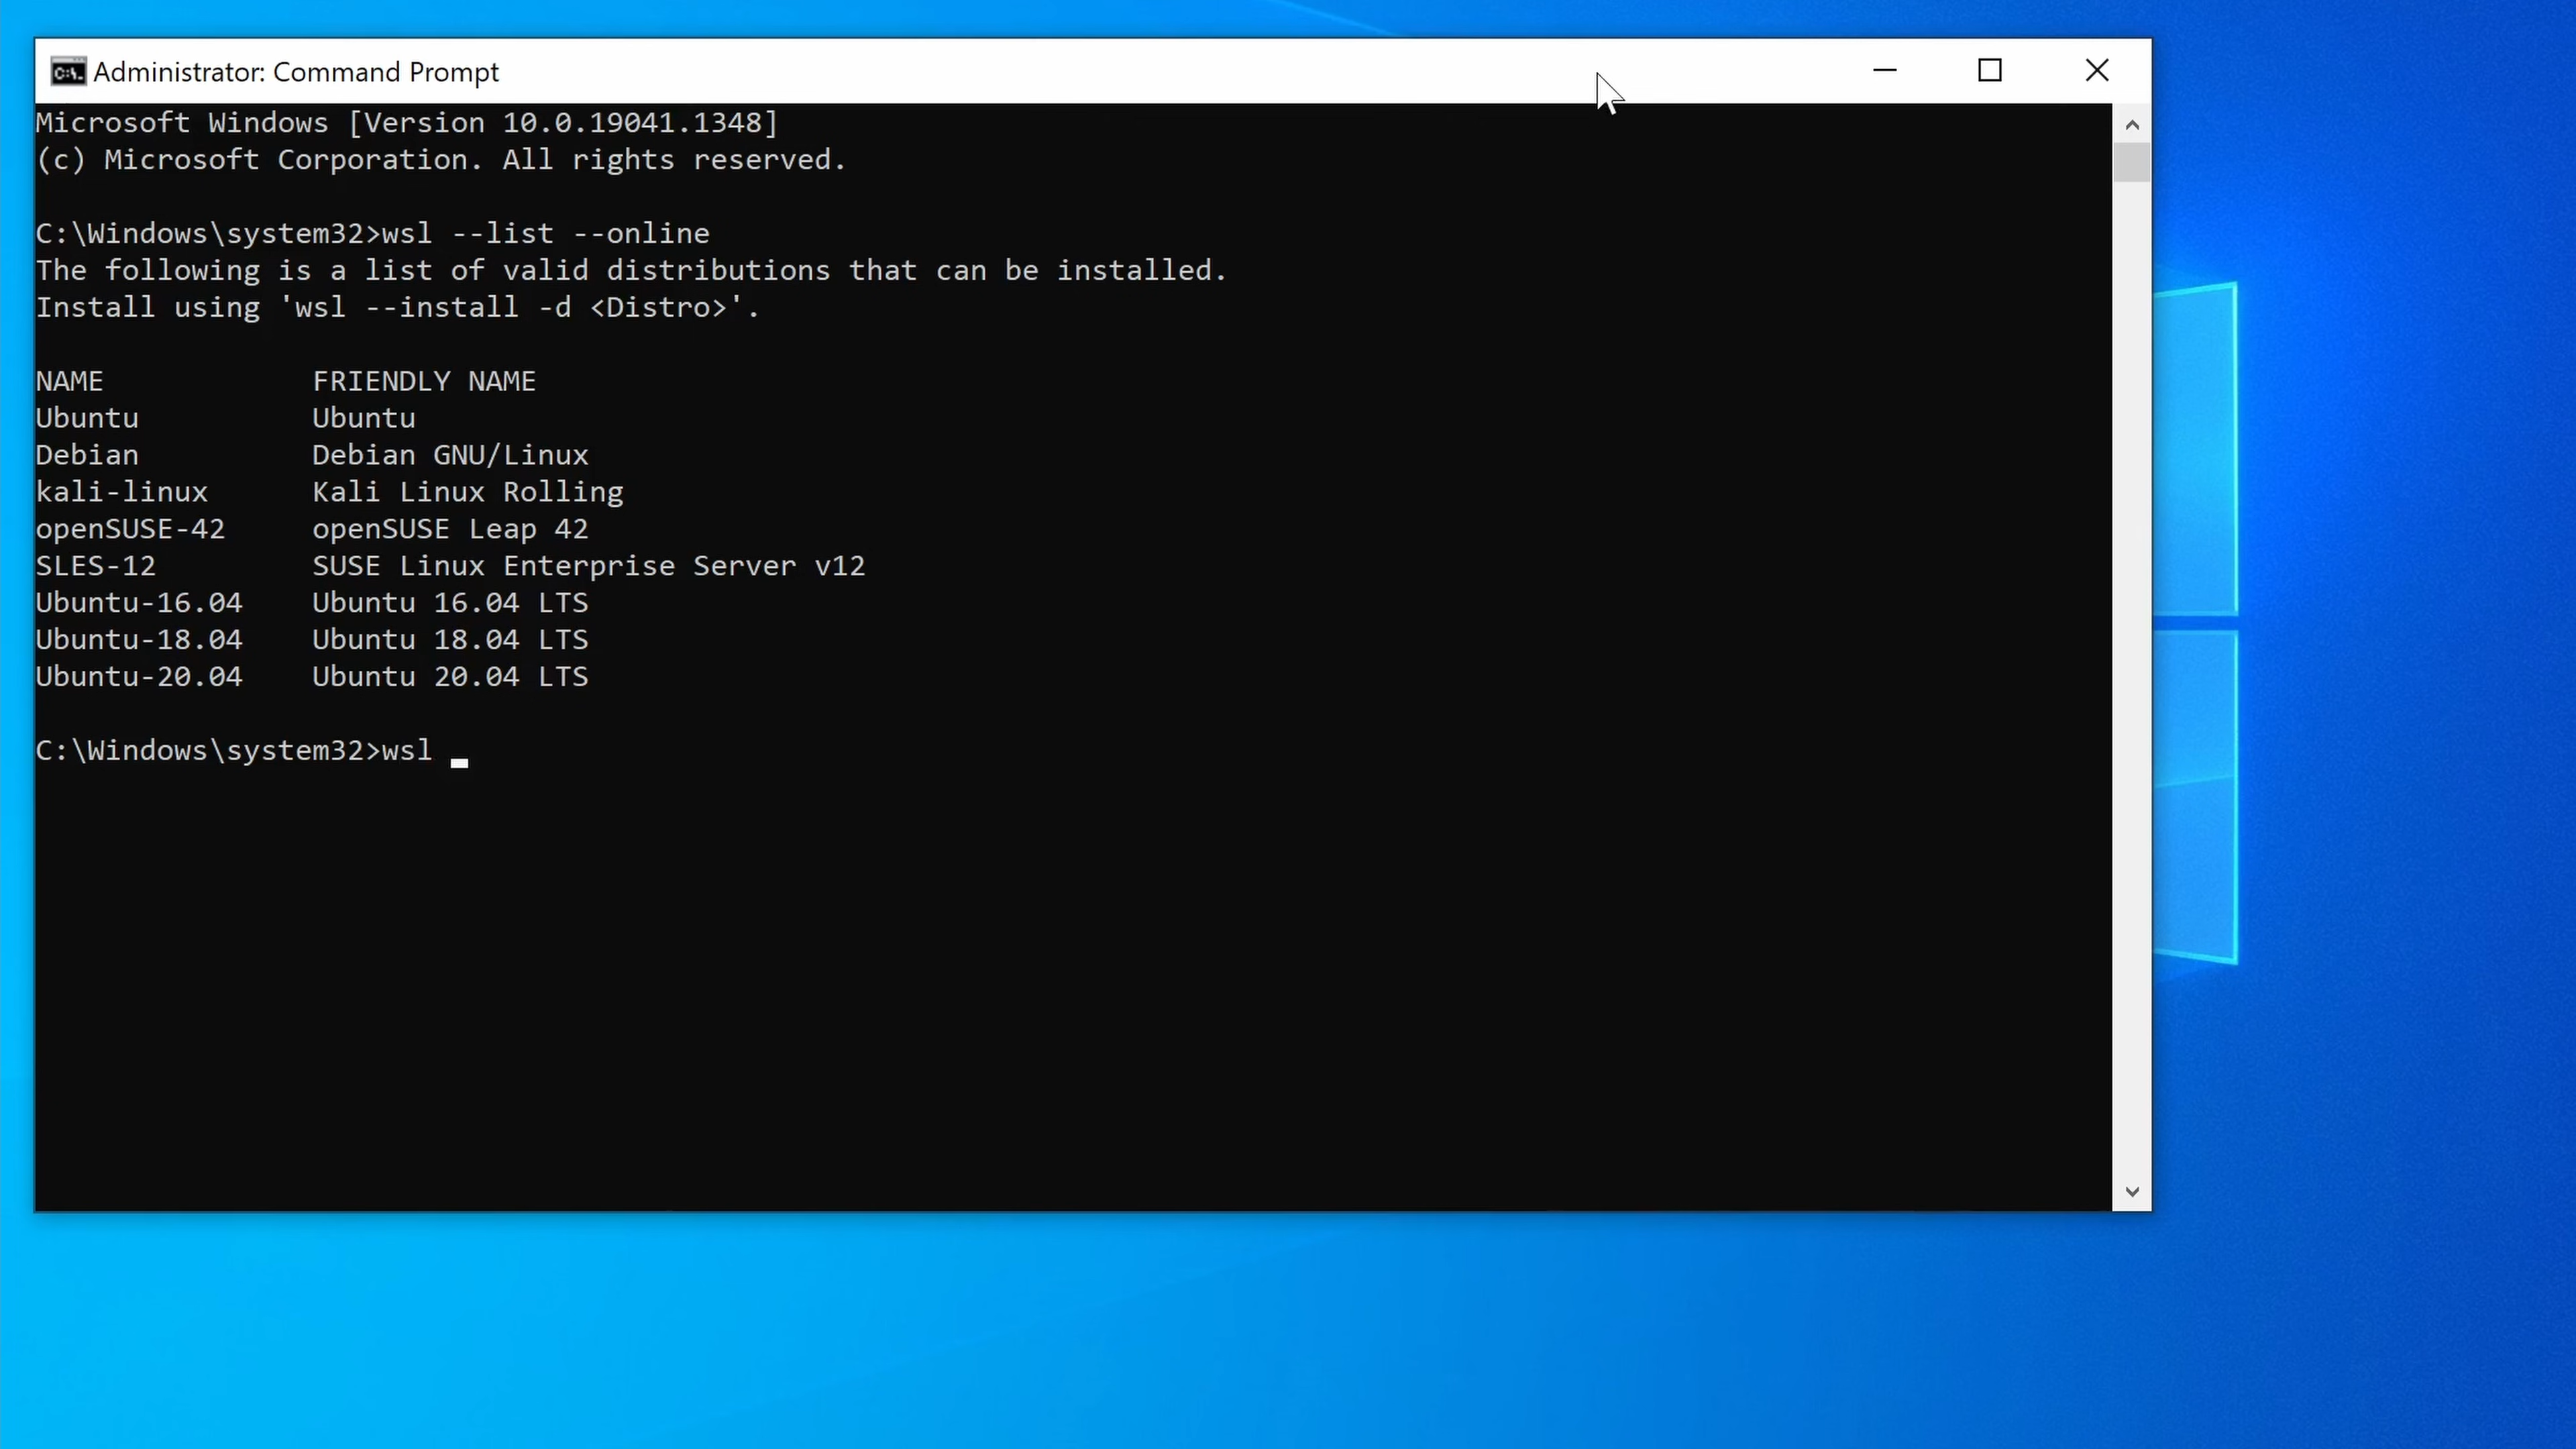 Administrator: Command Prompt
Microsoft Windows [Version 10.0.19041.1348]
(c) Microsoft Corporation. All rights reserved.
C:\Windows\system32>wsl --list --online
The following is a list of valid distributions that can be installed.
Install using 'wsl --install -d <Distro>'.
NAME            FRIENDLY NAME
Ubuntu          Ubuntu
Debian          Debian GNU/Linux
kali-linux      Kali Linux Rolling
openSUSE-42     openSUSE Leap 42
SLES-12         SUSE Linux Enterprise Server v12
Ubuntu-16.04    Ubuntu 16.04 LTS
Ubuntu-18.04    Ubuntu 18.04 LTS
Ubuntu-20.04    Ubuntu 20.04 LTS
C:\Windows\system32>wsl